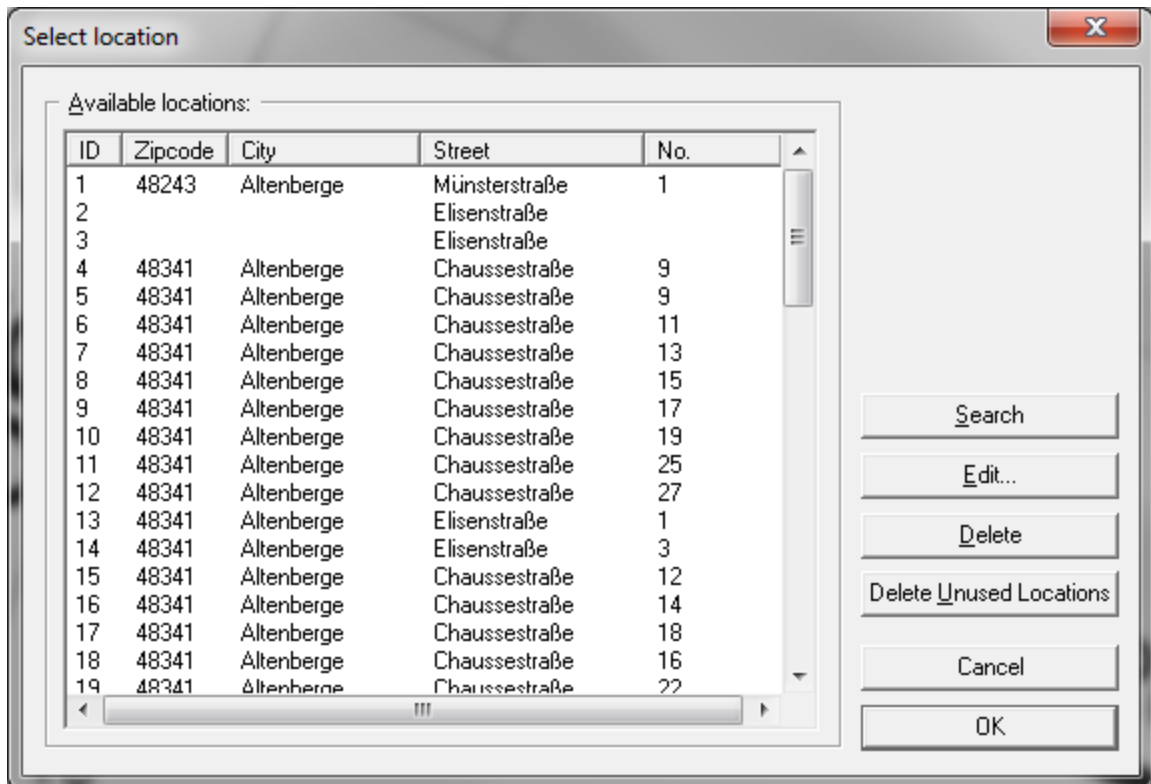 Select location
Available locations:
ID Zipcode City Street No.
1 48243 Altenberge Münsterstraße 1
2 Elisenstraße
3 Elisenstraße
4 48341 Altenberge Chaussestraße 9
5 48341 Altenberge Chaussestraße 9
6 48341 Altenberge Chaussestraße 11
7 48341 Altenberge Chaussestraße 13
8 48341 Altenberge Chaussestraße 15
9 48341 Altenberge Chaussestraße 17
10 48341 Altenberge Chaussestraße 19
11 48341 Altenberge Chaussestraße 25
12 48341 Altenberge Chaussestraße 27
13 48341 Altenberge Elisenstraße 1
14 48341 Altenberge Elisenstraße 3
15 48341 Altenberge Chaussestraße 12
16 48341 Altenberge Chaussestraße 14
17 48341 Altenberge Chaussestraße 18
18 48341 Altenberge Chaussestraße 16
19 48341 Altenberge Chaussestraße 22
Search
Edit...
Delete
Delete Unused Locations
Cancel
OK